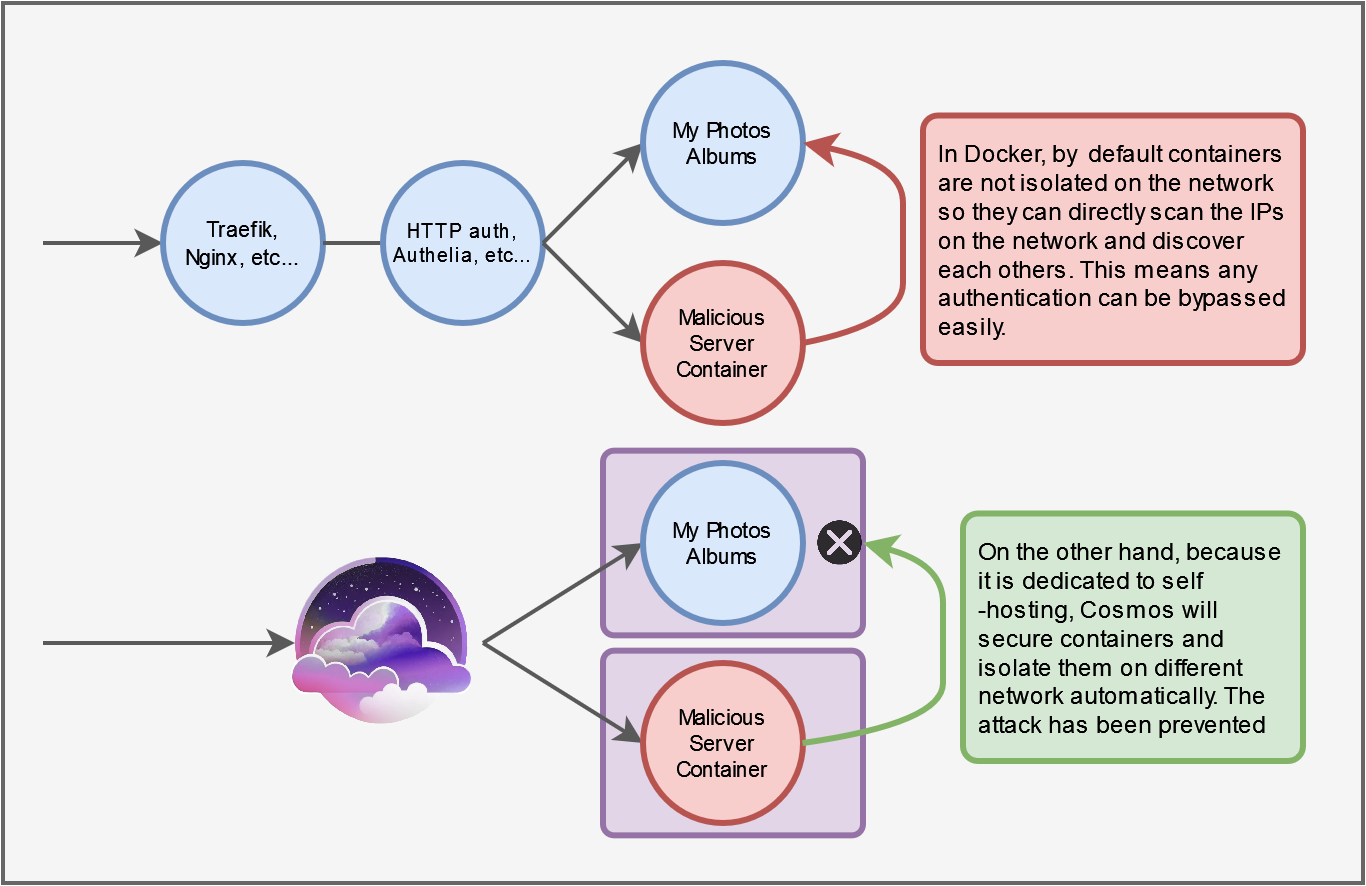 My Photos
Albums
In Docker, by default containers
are not isolated on the network
so they can directly scan the IPs
on the network and discover
each others. This means any
authentication can be bypassed
easily.
Traefik,
Nginx, etc...
HTTP auth,
Authelia, etc...
Malicious
Server
Container
My Photos
Albums
On the other hand, because
it is dedicated to self
-hosting, Cosmos will
secure containers and
isolate them on different
network automatically. The
attack has been prevented
Malicious
Server
Container